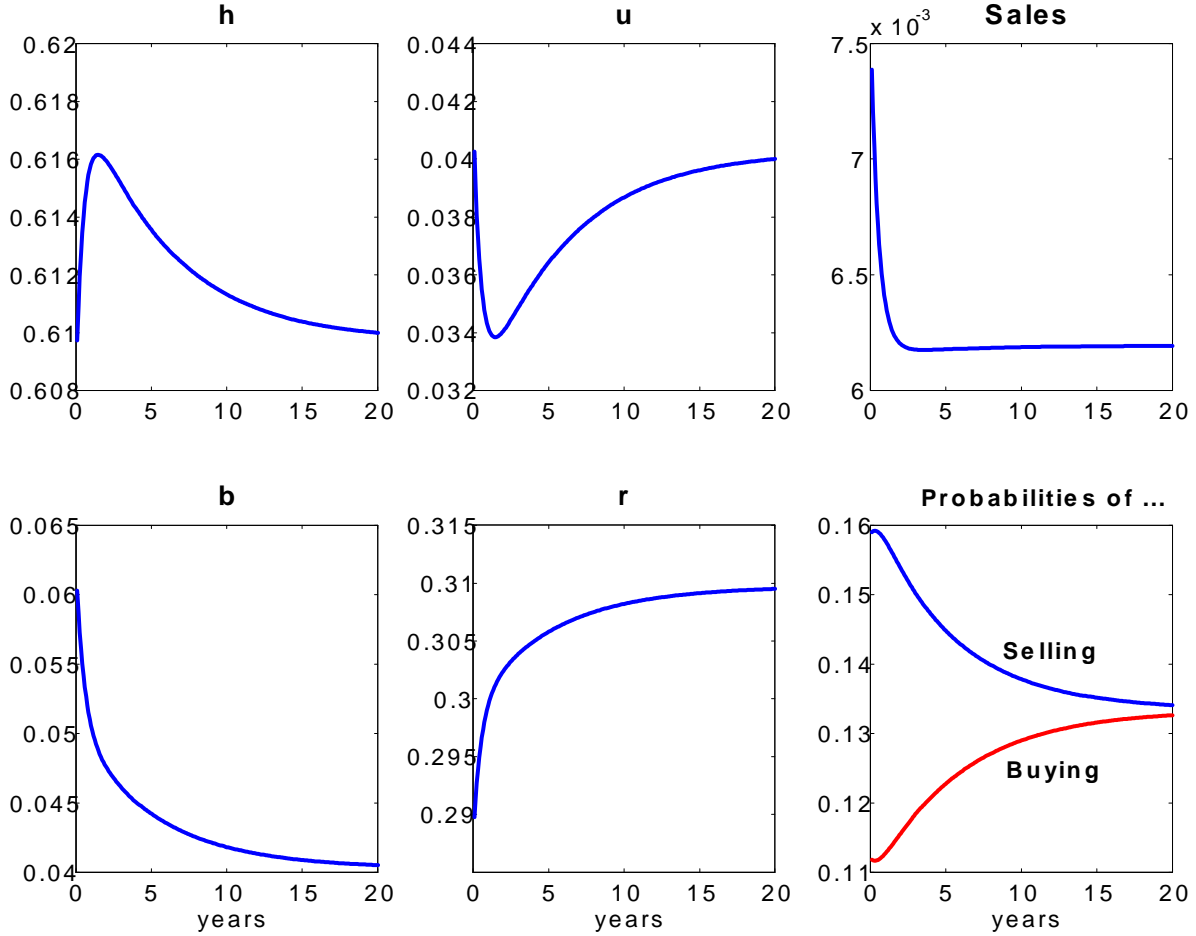 h
0.62
0.618
0.616
0.614
0.612
0.61
0.608
0 5 10 15 20
u
0.044
0.042
0.04
0.038
0.036
0.034
0.032
0 5 10 15 20
Sales
x 10-3
7.5
7
6.5
6
0 5 10 15 20
b
0.065
0.06
0.055
0.05
0.045
0.04
0 5 10 15 20
years
r
0.315
0.31
0.305
0.3
0.295
0.29
0 5 10 15 20
years
Probabilities of ...
0.16
0.15
0.14
0.13
0.12
0.11
Selling
Buying
0 5 10 15 20
years